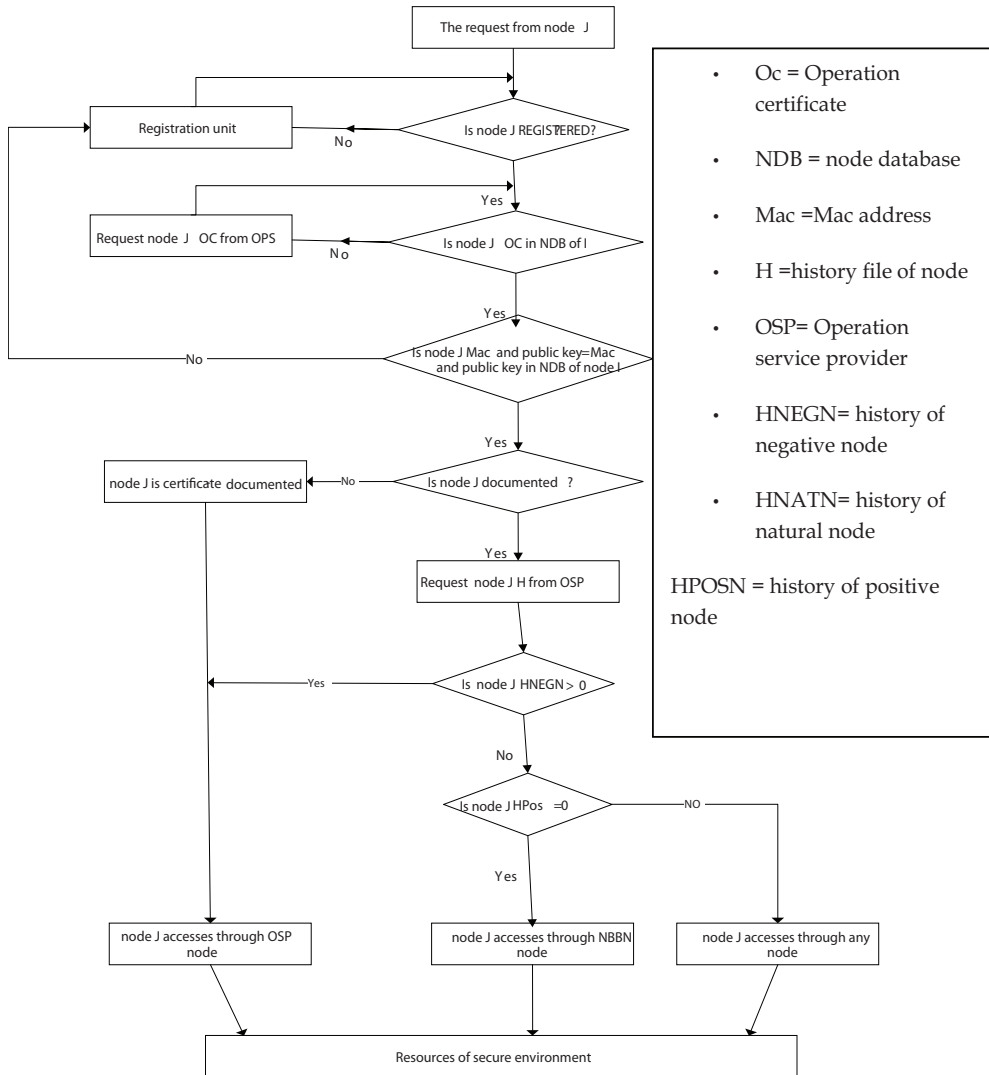 The request from node J
Registration unit
Is node J REGISTERED?
No
Yes
Request node J OC from OPS
Is node J OC in NDB of I
No
Yes
Is node J Mac and public key=Mac
and public key in NDB of node I
No
Yes
node J is certificate documented
No
Is node J documented ?
Yes
Request node J H from OSP
Is node J HNEGN > 0
Yes
No
Is node J HPos =0
NO
Yes
node J accesses through OSP
node
node J accesses through NBBN
node
node J accesses through any
node
Resources of secure environment
• Oc = Operation
certificate
• NDB = node database
• Mac =Mac address
• H =history file of node
• OSP= Operation
service provider
• HNEGN= history of
negative node
• HNATN= history of
natural node
HPOSN = history of positive
node